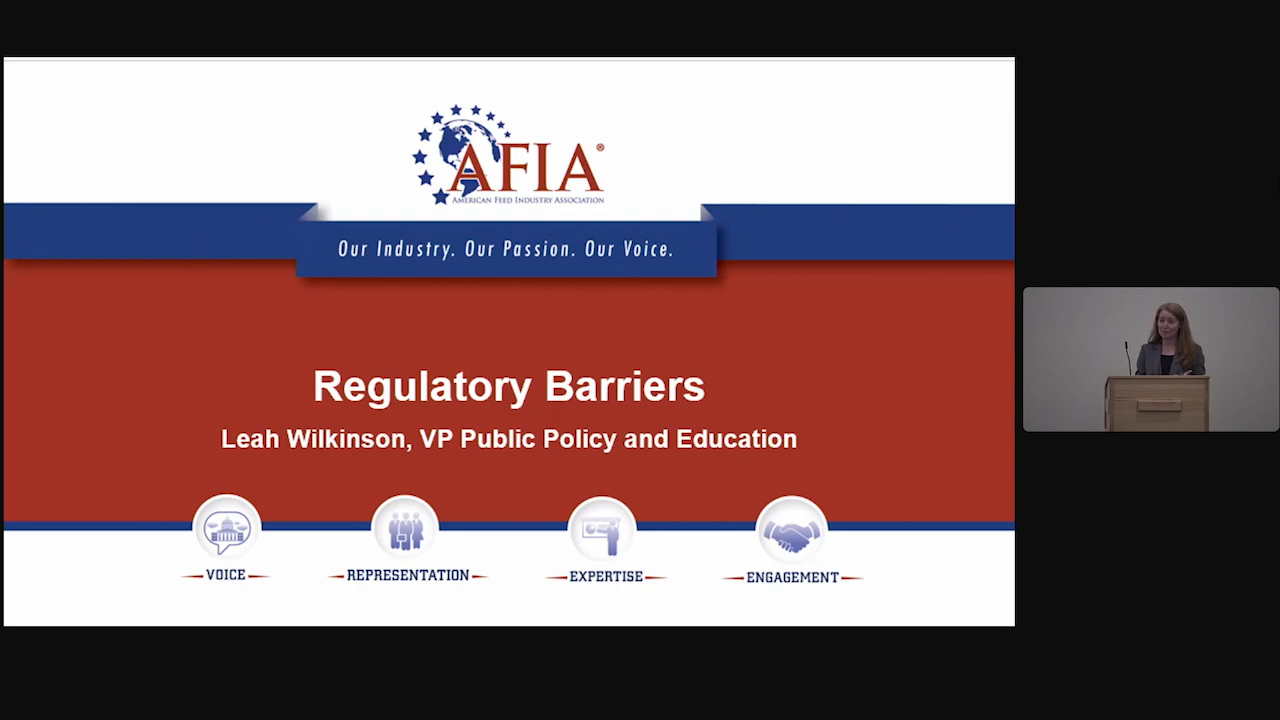 AFIA®
AMERICAN FEED INDUSTRY ASSOCIATION
Our Industry. Our Passion. Our Voice.
Regulatory Barriers
Leah Wilkinson, VP Public Policy and Education
VOICE
REPRESENTATION
EXPERTISE
ENGAGEMENT